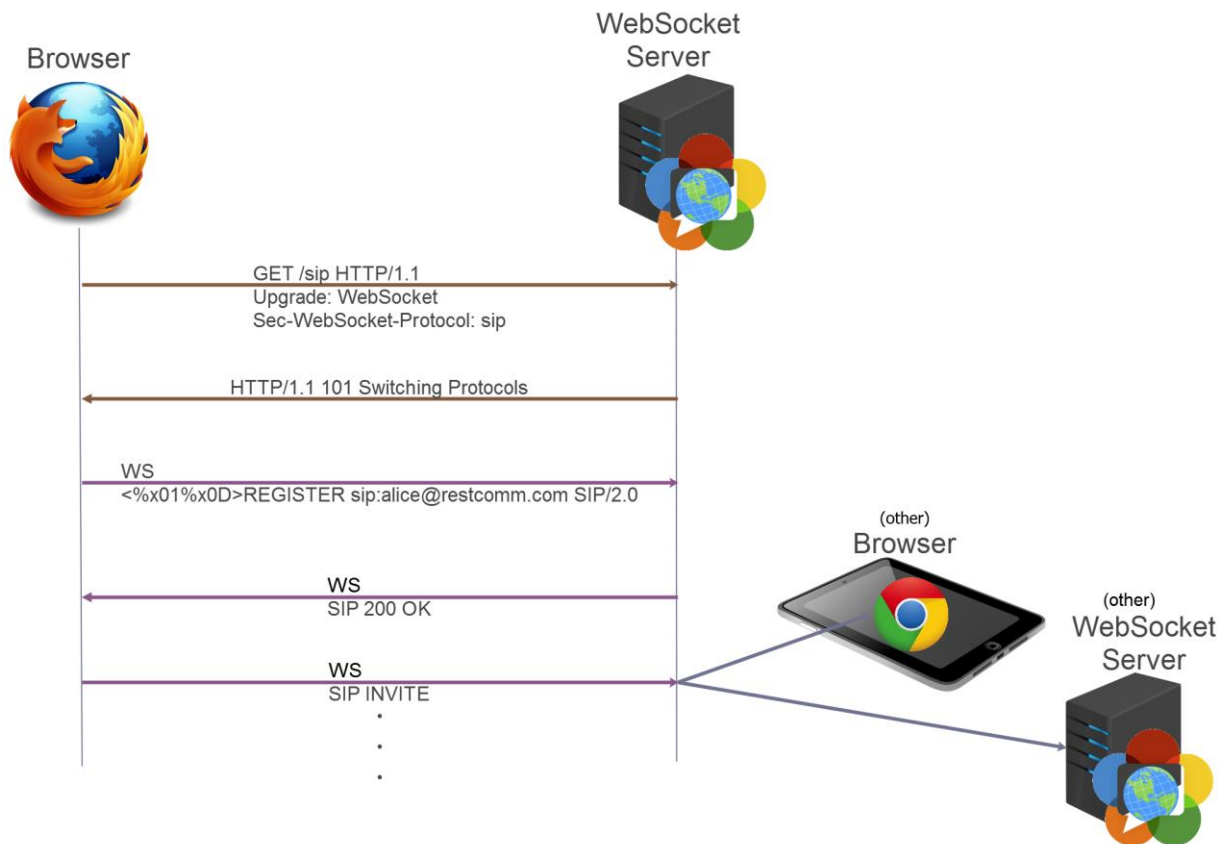 Browser
WebSocket
Server
GET /sip HTTP/1.1
Upgrade: WebSocket
Sec-WebSocket-Protocol: sip
HTTP/1.1 101 Switching Protocols
WS
<%x01%x0D>REGISTER sip:alice@restcomm.com SIP/2.0
WS
SIP 200 OK
WS
SIP INVITE
(other)
Browser
(other)
WebSocket
Server